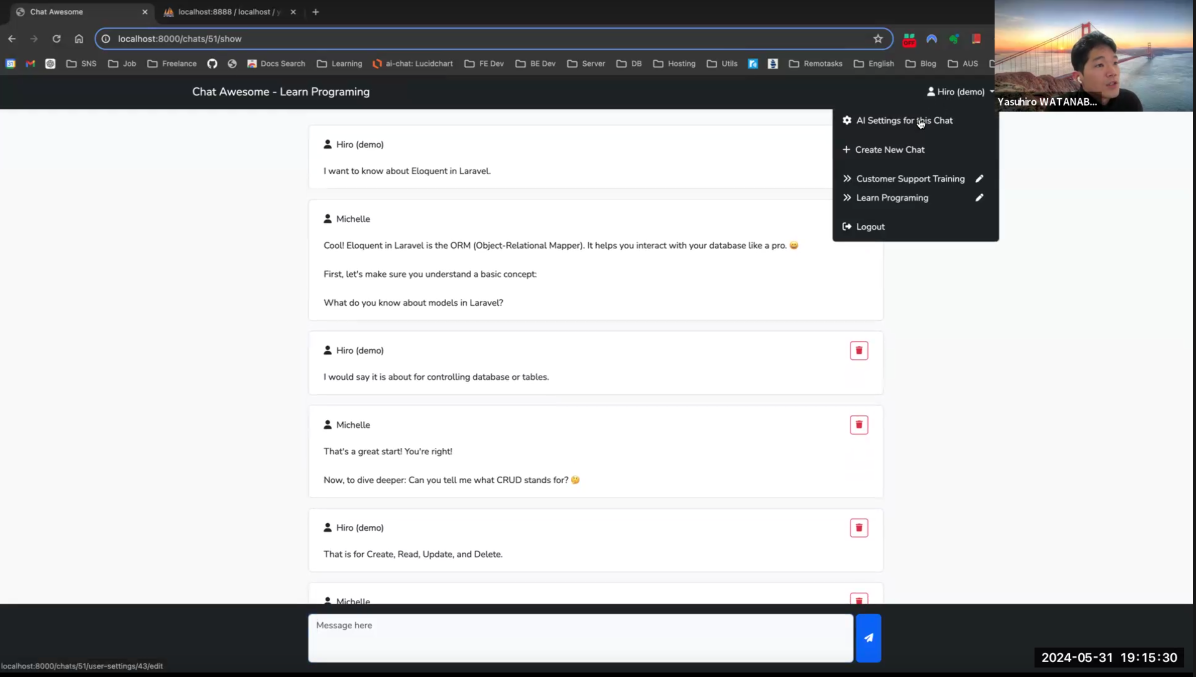 Chat Awesome
localhost:8888 / localhost /
localhost:8000/chats/51/show
SNS
Job
Freelance
Docs Search
Learning
ai-chat: Lucidchart
FE Dev
BE Dev
Server
DB
Hosting
Utils
Remotasks
English
Blog
AUS
Chat Awesome - Learn Programing
Hiro (demo)
Yasuhiro WATANAB...
AI Settings for this Chat
Create New Chat
Customer Support Training
Learn Programing
Logout
Hiro (demo)
I want to know about Eloquent in Laravel.
Michelle
Cool! Eloquent in Laravel is the ORM (Object-Relational Mapper). It helps you interact with your database like a pro. 😄
First, let's make sure you understand a basic concept:
What do you know about models in Laravel?
Hiro (demo)
I would say it is about for controlling database or tables.
Michelle
That's a great start! You're right!
Now, to dive deeper: Can you tell me what CRUD stands for? 🤔
Hiro (demo)
That is for Create, Read, Update, and Delete.
Michelle
Message here
localhost:8000/chats/51/user-settings/43/edit
2024-05-31 19:15:30